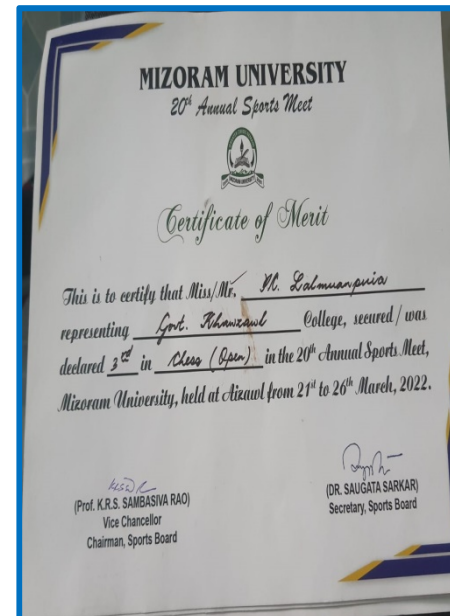 MIZORAM UNIVERSITY
20th Annual Sports Meet
MIZORAM UNIVERSITY
Certificate of Merit
This is to certify that Miss/Mr. PC. Lalmuanpuia
representing Govt. Khawzawl College, secured / was
declared 3rd in Chess (Open) in the 20th Annual Sports Meet,
Mizoram University, held at Aizawl from 21st to 26th March, 2022.
(Prof. K.R.S. SAMBASIVA RAO)
Vice Chancellor
Chairman, Sports Board
(DR. SAUGATA SARKAR)
Secretary, Sports Board